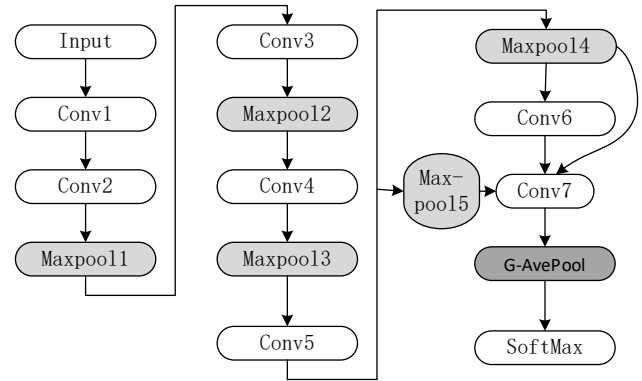 Input
Conv1
Conv2
Maxpool1
Conv3
Maxpool2
Conv4
Maxpool3
Conv5
Max-
pool5
Maxpool4
Conv6
Conv7
G-AvePool
SoftMax